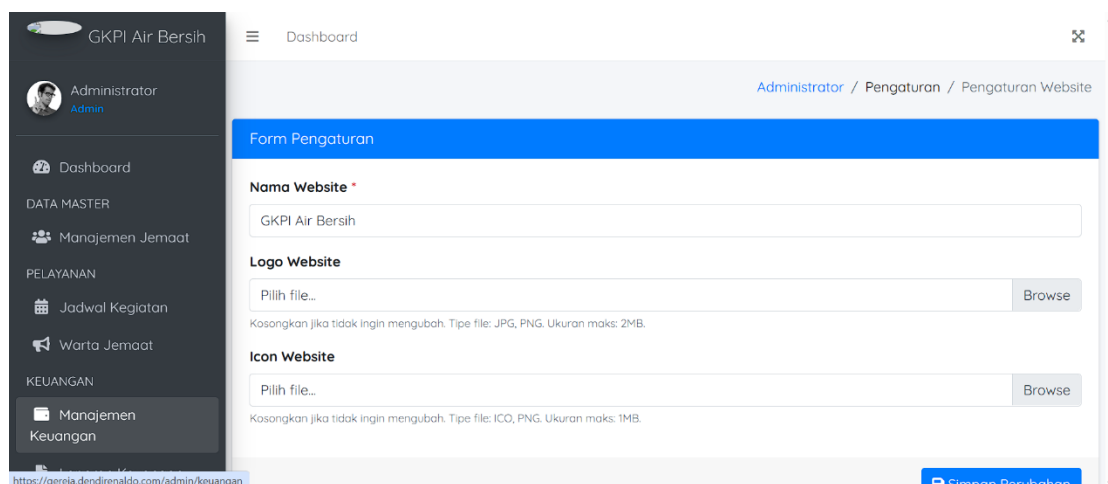 GKPI Air Bersih
Dashboard
Administrator
Admin
Administrator / Pengaturan / Pengaturan Website
Dashboard
DATA MASTER
Manajemen Jemaat
PELAYANAN
Jadwal Kegiatan
Warta Jemaat
KEUANGAN
Manajemen
Keuangan
https://gereja.dendirenaldo.com/admin/keuangan
Form Pengaturan
Nama Website *
GKPI Air Bersih
Logo Website
Pilih file... Browse
Kosongkan jika tidak ingin mengubah. Tipe file: JPG, PNG. Ukuran maks: 2MB.
Icon Website
Pilih file... Browse
Kosongkan jika tidak ingin mengubah. Tipe file: ICO, PNG. Ukuran maks: 1MB.
Simpan Perubahan